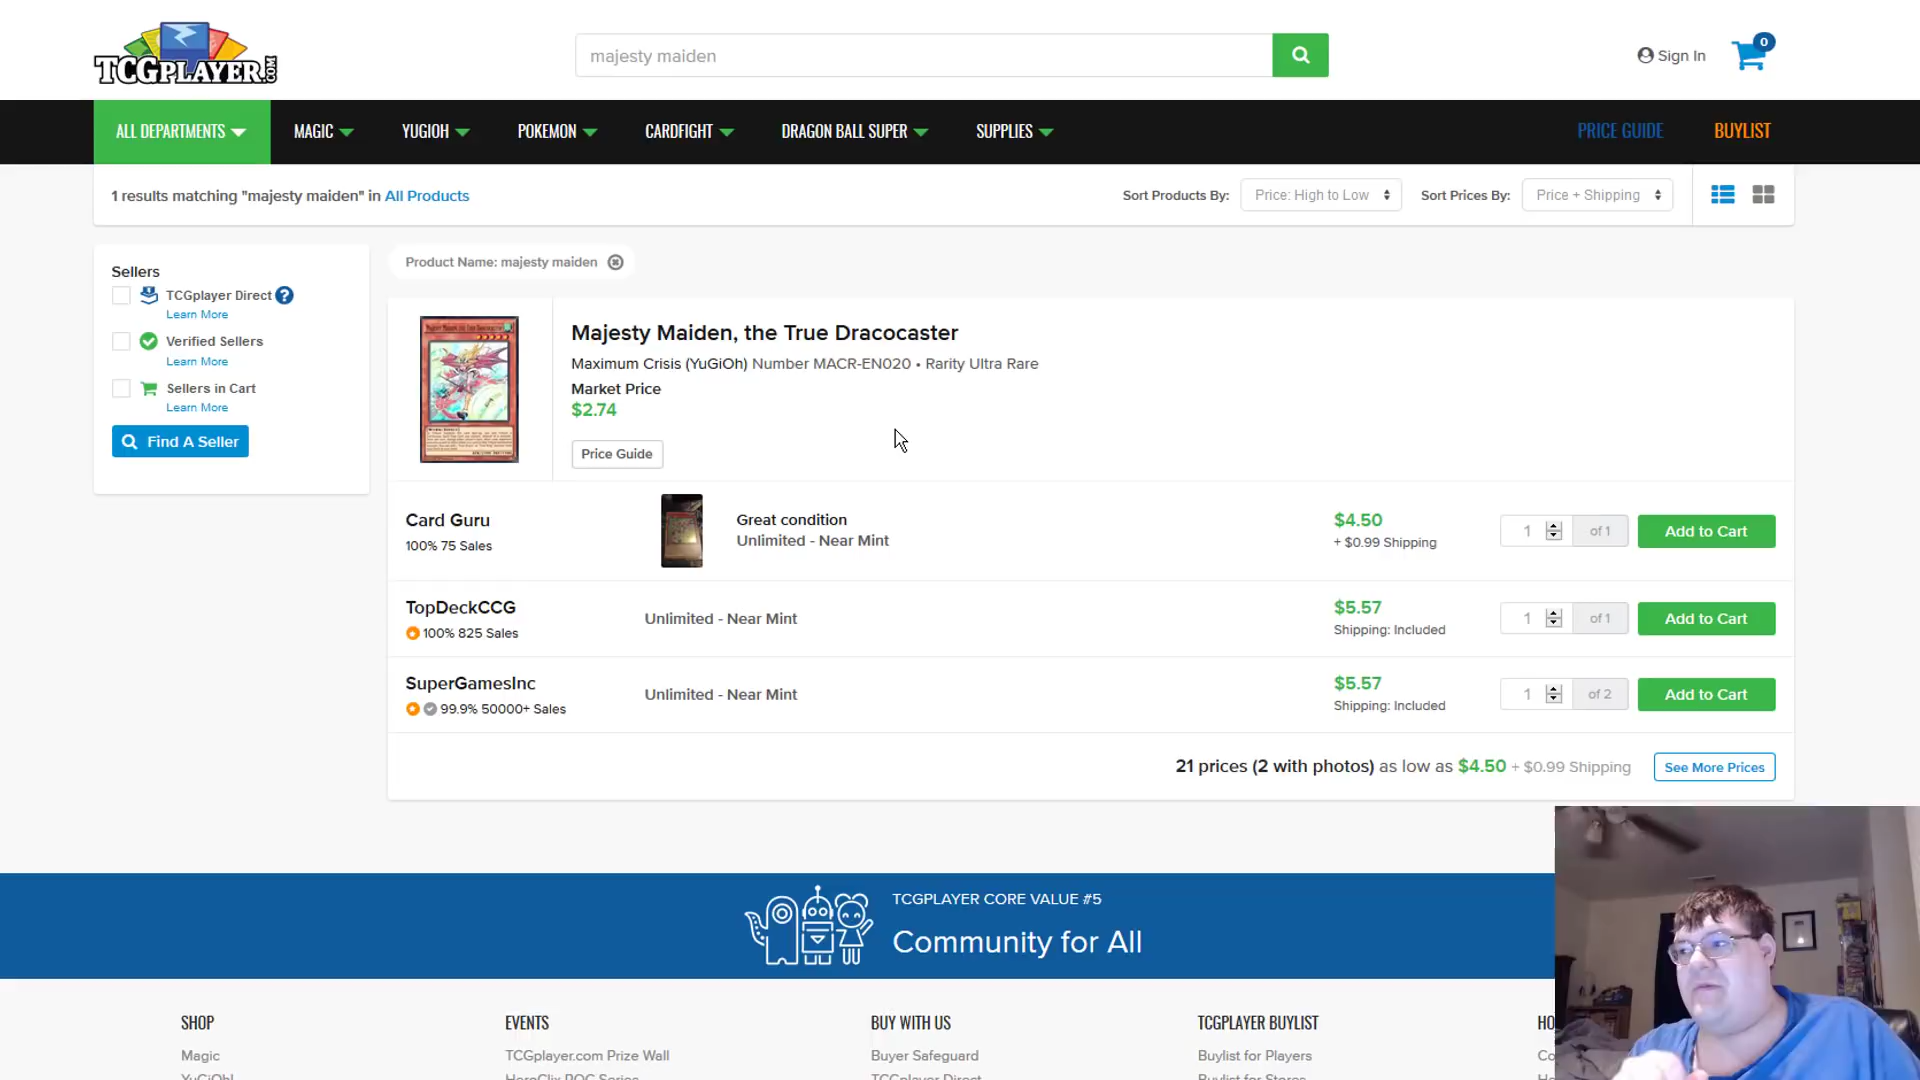 TCGPLAYER.COM
majesty maiden
Sign In
0
ALL DEPARTMENTS
MAGIC
YUGIOH
POKEMON
CARDFIGHT
DRAGON BALL SUPER
SUPPLIES
PRICE GUIDE
BUYLIST
1 results matching "majesty maiden" in All Products
Sort Products By:
Price: High to Low
Sort Prices By:
Price + Shipping
Sellers
TCGplayer Direct ?
Learn More
Verified Sellers
Learn More
Sellers in Cart
Learn More
Find A Seller
Product Name: majesty maiden
Majesty Maiden, the True Dracocaster
Maximum Crisis (YuGiOh) Number MACR-EN020 • Rarity Ultra Rare
Market Price
$2.74
Price Guide
Card Guru
100% 75 Sales
Great condition
Unlimited - Near Mint
$4.50
+ $0.99 Shipping
1 of 1
Add to Cart
TopDeckCCG
100% 825 Sales
Unlimited - Near Mint
$5.57
Shipping: Included
1 of 1
Add to Cart
SuperGamesInc
99.9% 50000+ Sales
Unlimited - Near Mint
$5.57
Shipping: Included
1 of 2
Add to Cart
21 prices (2 with photos) as low as $4.50 + $0.99 Shipping
See More Prices
TCGPLAYER CORE VALUE #5
Community for All
SHOP
Magic
YuGiOh!
EVENTS
TCGplayer.com Prize Wall
HeroClix ROC Series
BUY WITH US
Buyer Safeguard
TCGplayer Direct
TCGPLAYER BUYLIST
Buylist for Players
Buylist for Stores